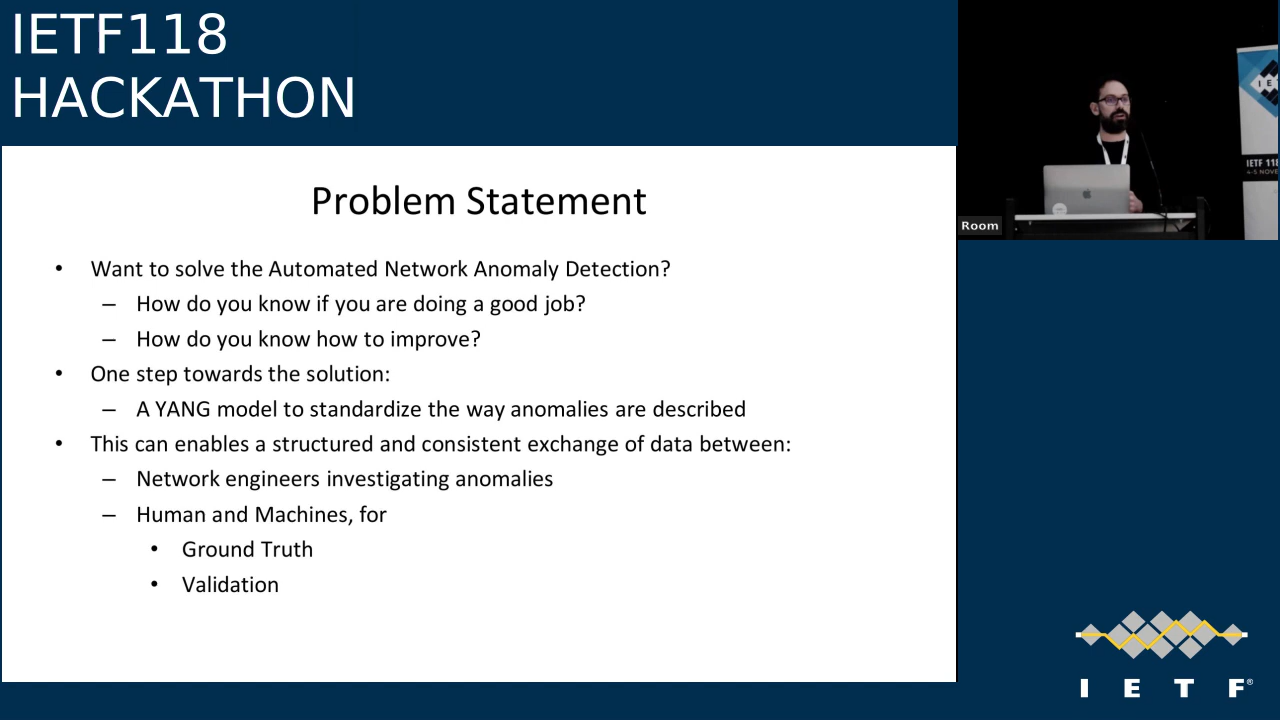 IETF118
HACKATHON
Problem Statement
• Want to solve the Automated Network Anomaly Detection?
– How do you know if you are doing a good job?
– How do you know how to improve?
• One step towards the solution:
– A YANG model to standardize the way anomalies are described
• This can enables a structured and consistent exchange of data between:
– Network engineers investigating anomalies
– Human and Machines, for
• Ground Truth
• Validation
Room
IETF 118
4-5 NOVE
I E T F®